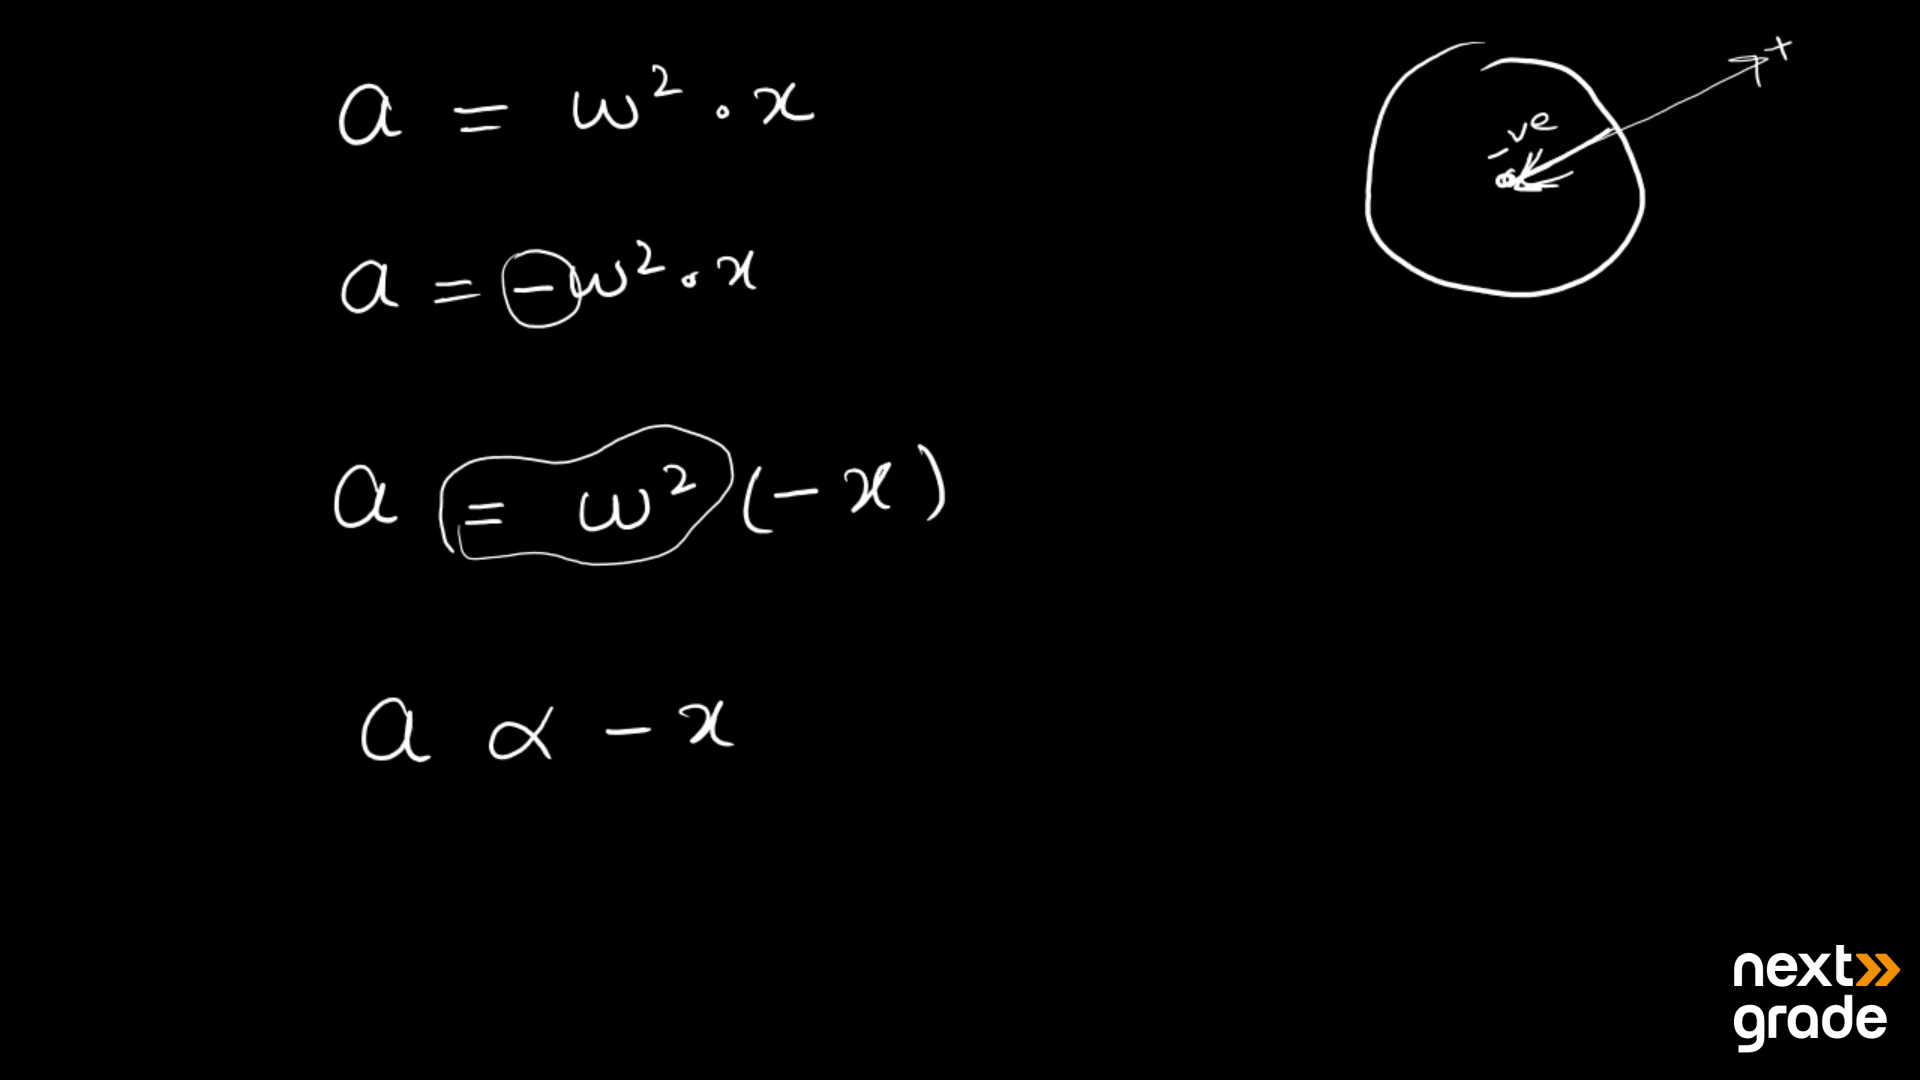 a = ω² · x
+
-ve
a = -ω² · x
a = ω² (-x)
a ∝ - x
next
grade